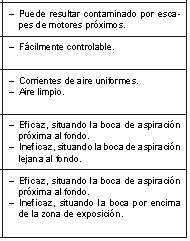 – Puede resultar contaminado por esca-
pes de motores próximos.
– Fácilmente controlable.
– Corrientes de aire uniformes.
– Aire limpio.
– Eficaz, situando la boca de aspiración
próxima al fondo.
– Ineficaz, situando la boca de aspiración
lejana al fondo.
– Eficaz, situando la boca de aspiración
próxima al fondo.
– Ineficaz, situando la boca por encima
de la zona de exposición.